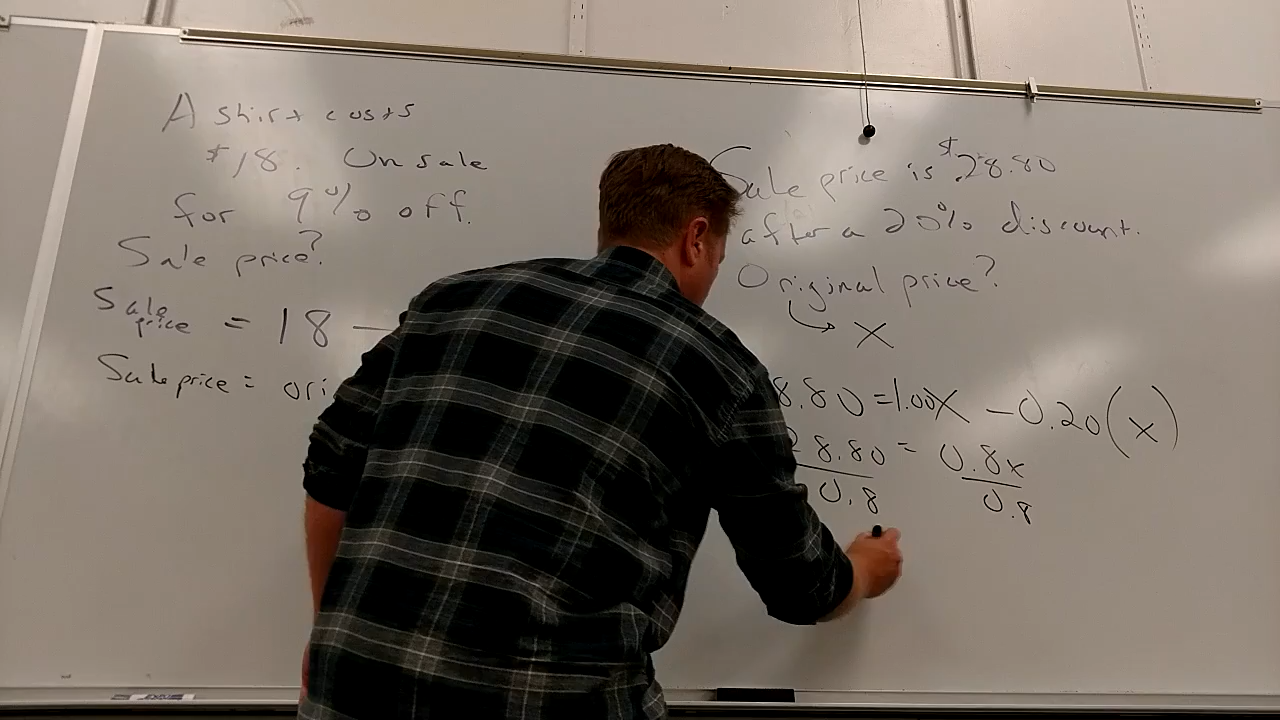 A shirt costs
$18. On sale
for 9% off.
Sale price?
Sale price = 18 —
Sale price = ori
Sale price is $28.80
after a 20% discount.
Original price?
x
8.80 = 1.00x - 0.20(x)
28.80 = 0.8x
0.8 0.8